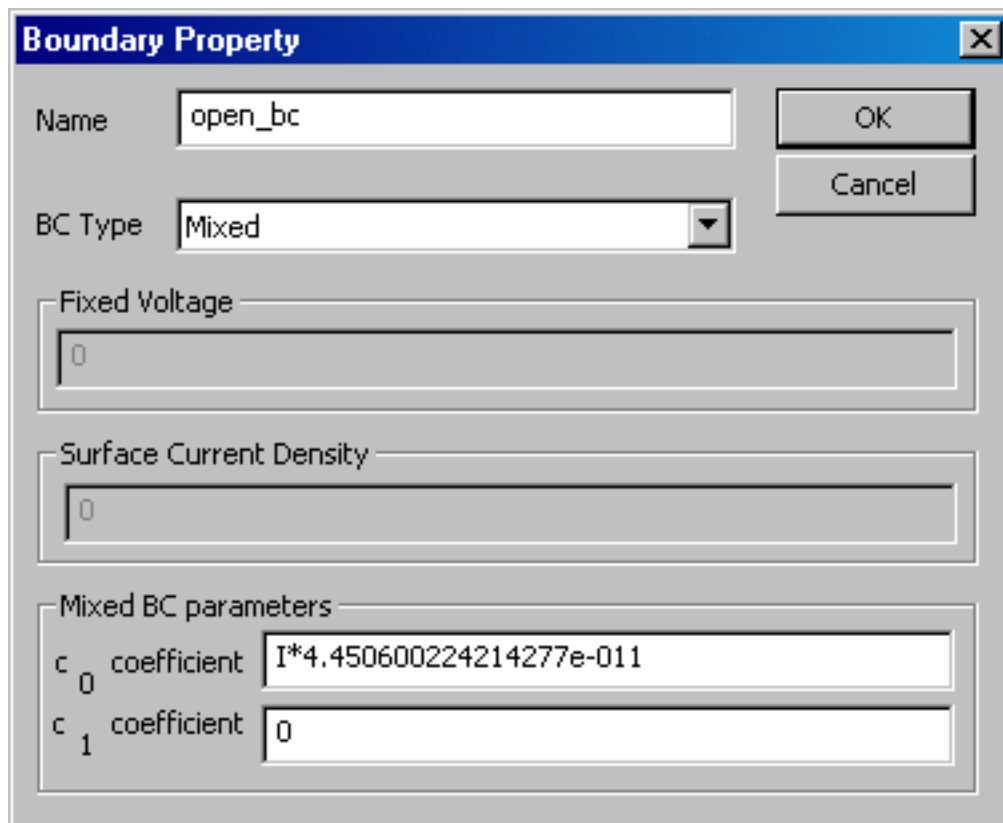 Boundary Property
Name open_bc OK
Cancel
BC Type Mixed
Fixed Voltage
0
Surface Current Density
0
Mixed BC parameters
c 0 coefficient I*4.450600224214277e-011
c 1 coefficient 0